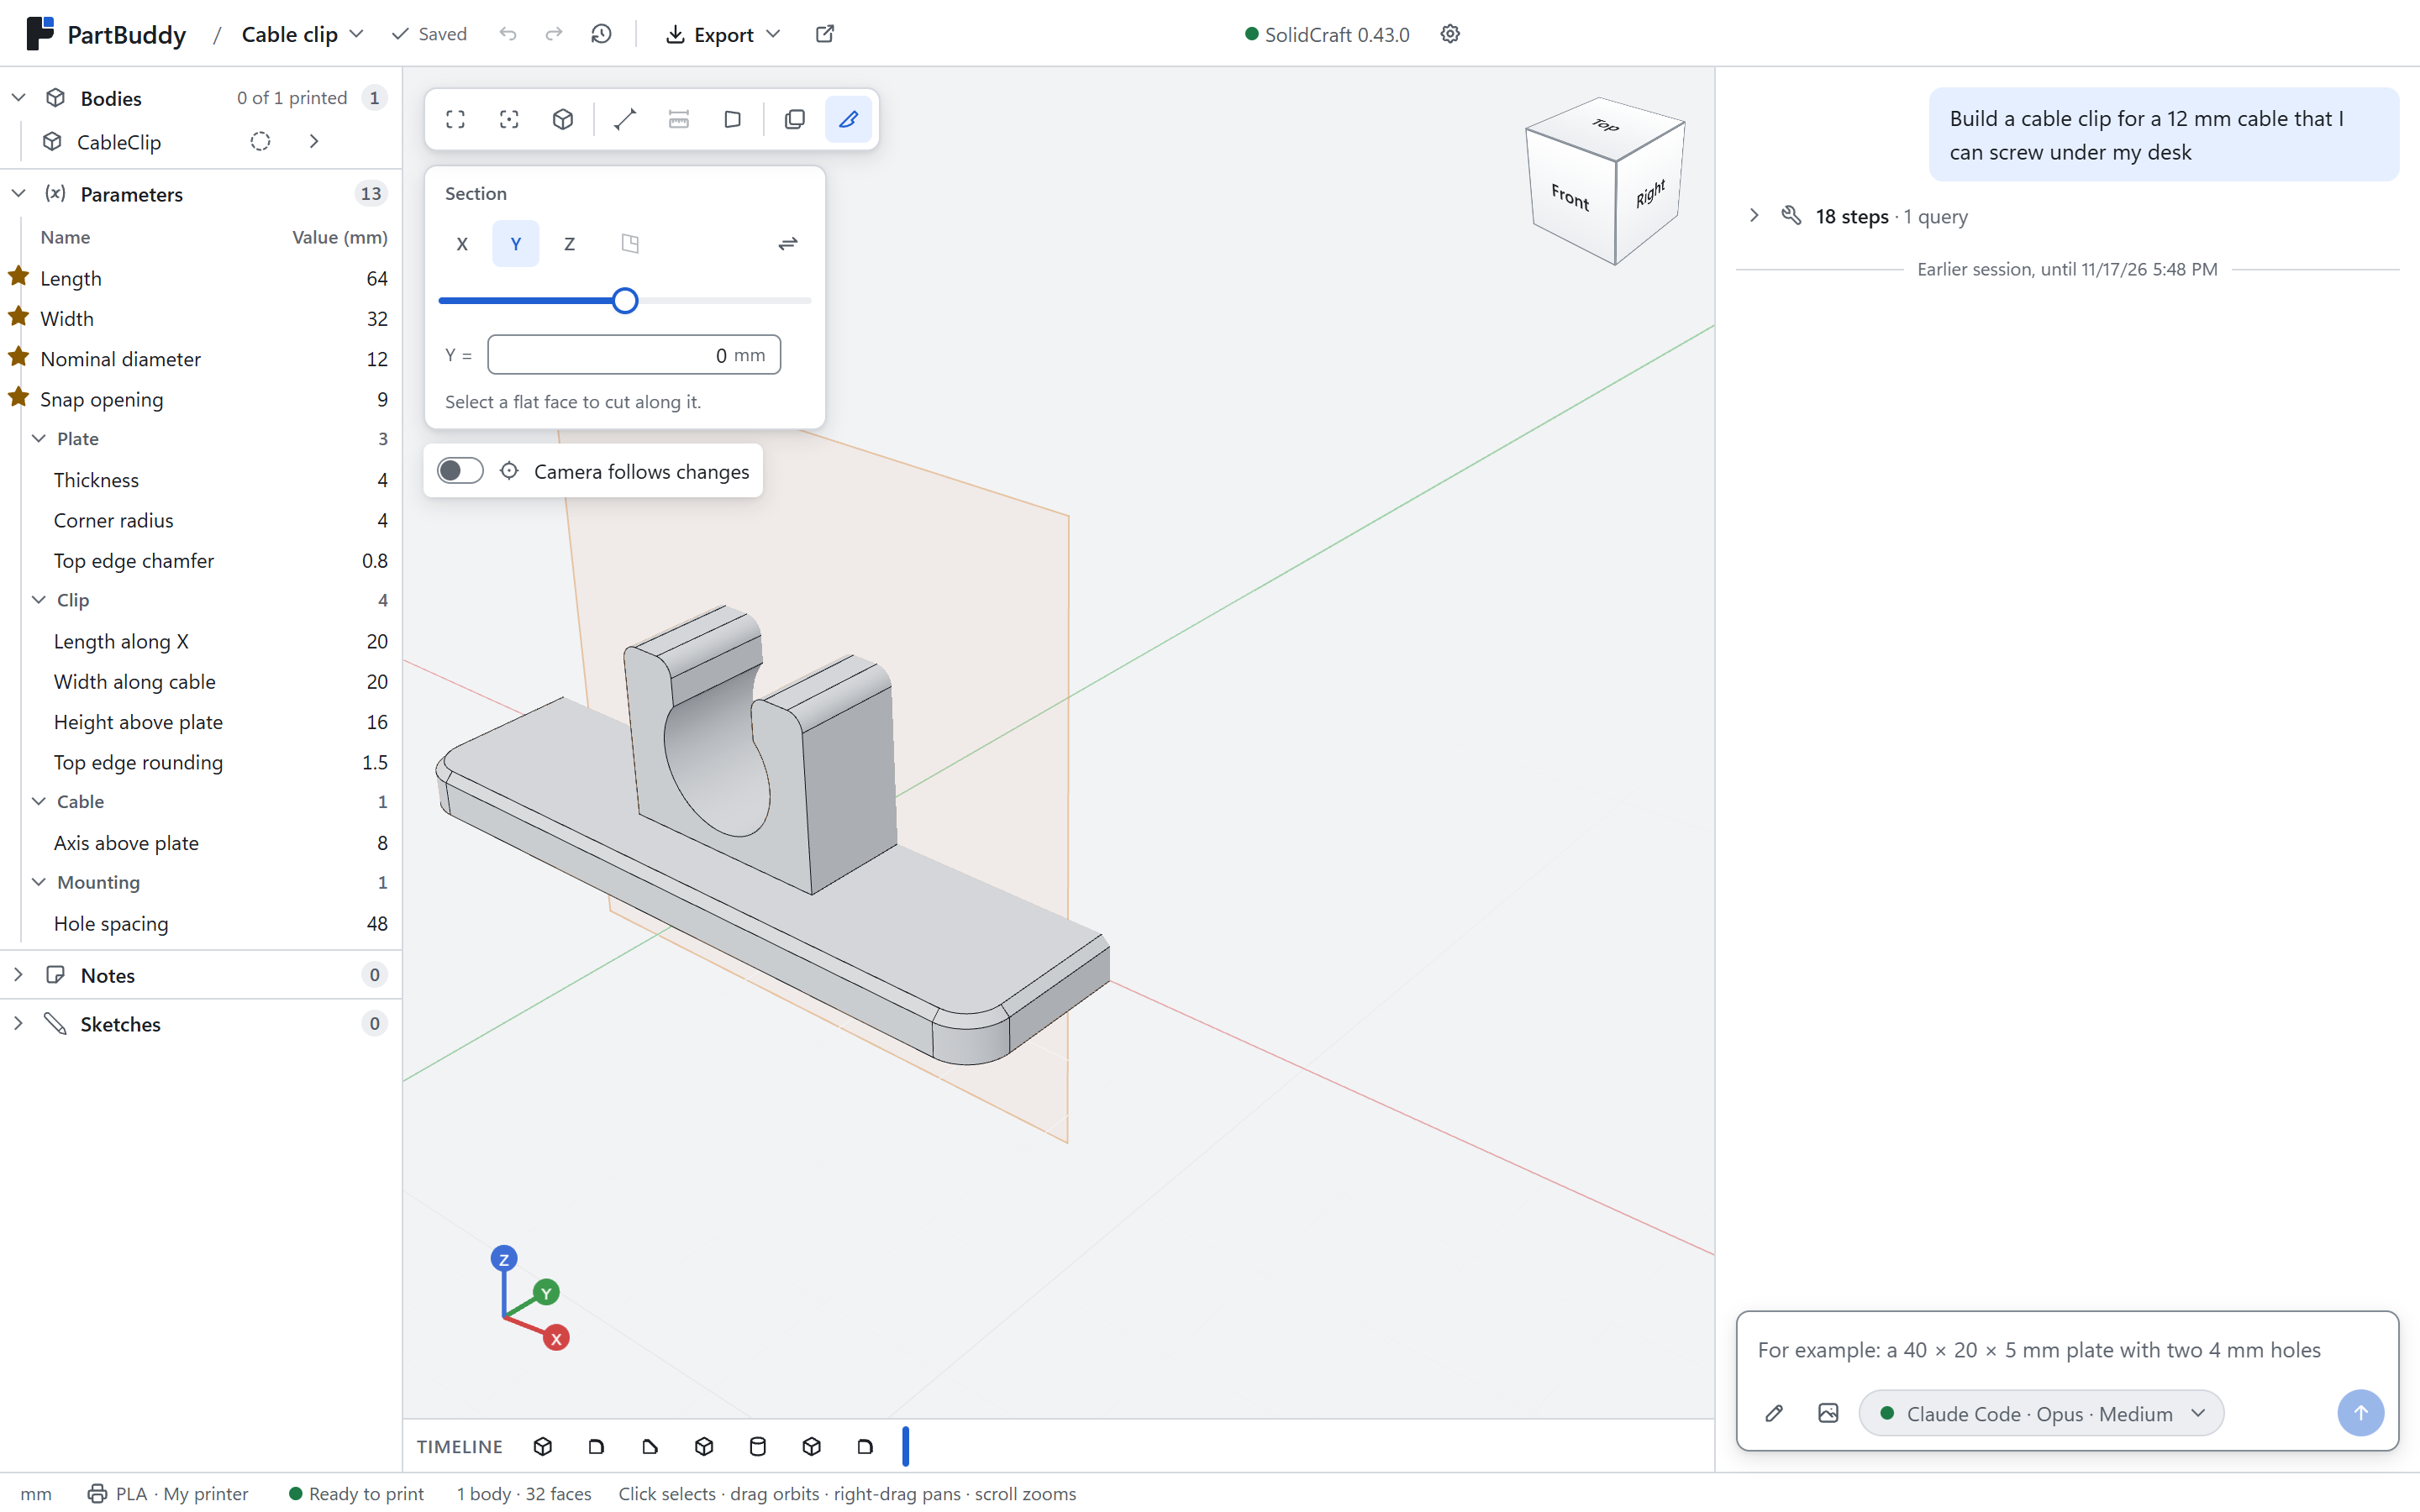 PartBuddy / Cable clip Saved Export SolidCraft 0.43.0
Bodies 0 of 1 printed 1
CableClip
Parameters 13
Name Value (mm)
Length 64
Width 32
Nominal diameter 12
Snap opening 9
Plate 3
Thickness 4
Corner radius 4
Top edge chamfer 0.8
Clip 4
Length along X 20
Width along cable 20
Height above plate 16
Top edge rounding 1.5
Cable 1
Axis above plate 8
Mounting 1
Hole spacing 48
Notes 0
Sketches 0
Section
X Y Z
Y = 0 mm
Select a flat face to cut along it.
Camera follows changes
Top
Front Right
Z
Y
X
TIMELINE
Build a cable clip for a 12 mm cable that I
can screw under my desk
18 steps · 1 query
Earlier session, until 11/17/26 5:48 PM
For example: a 40 × 20 × 5 mm plate with two 4 mm holes
Claude Code · Opus · Medium
mm PLA · My printer Ready to print 1 body · 32 faces Click selects · drag orbits · right-drag pans · scroll zooms